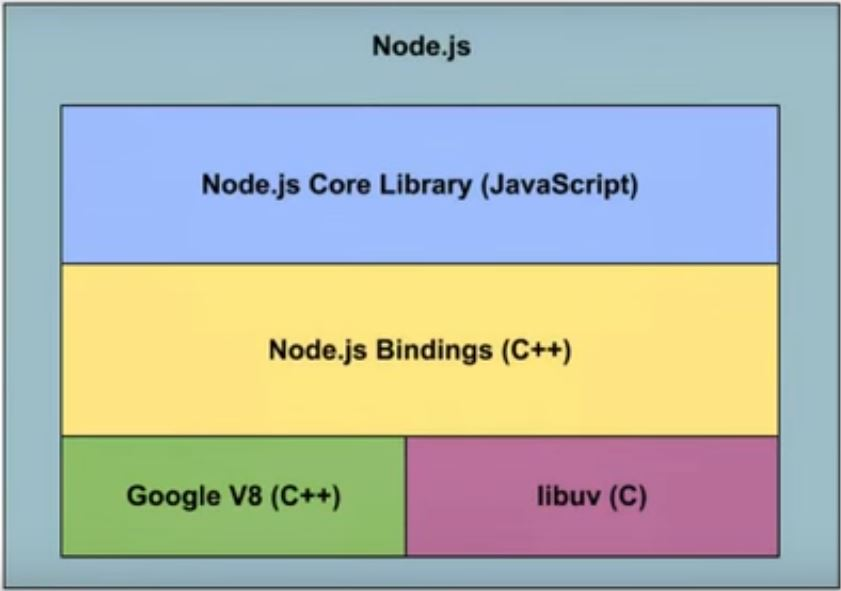 Node.js
Node.js Core Library (JavaScript)
Node.js Bindings (C++)
Google V8 (C++)
libuv (C)